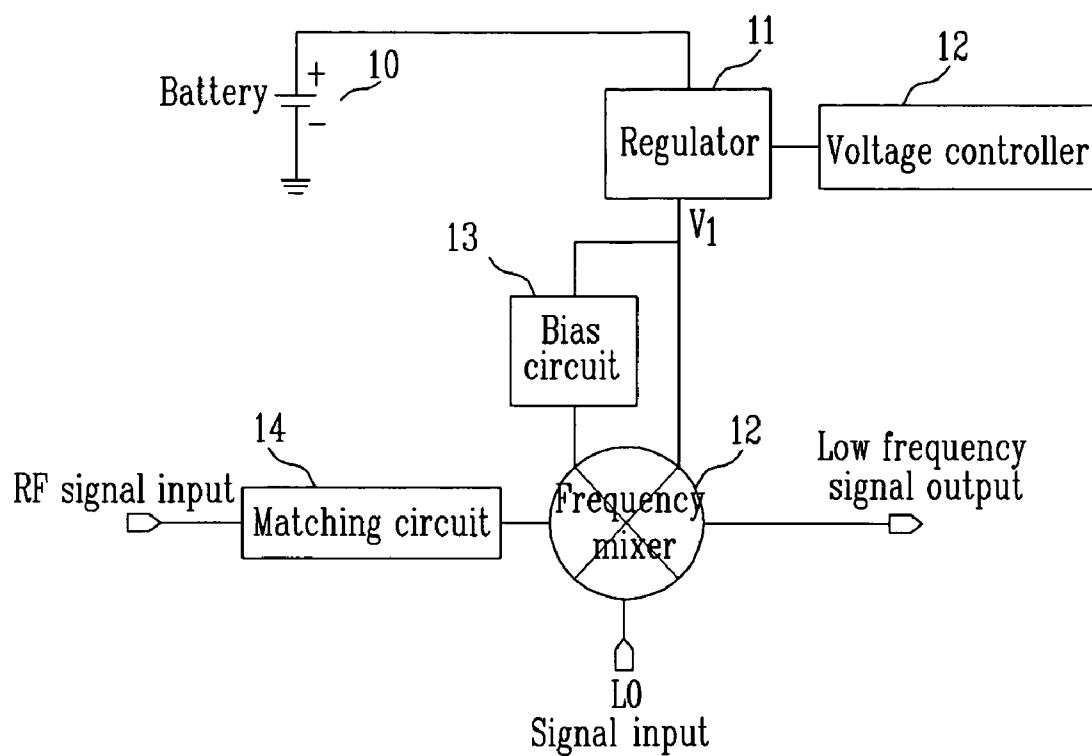 11
12
10
+
Battery
-
Regulator
Voltage controller
V1
13
Bias
circuit
14
12
Low frequency
signal output
RF signal input
Matching circuit
Frequency
mixer
LO
Signal input